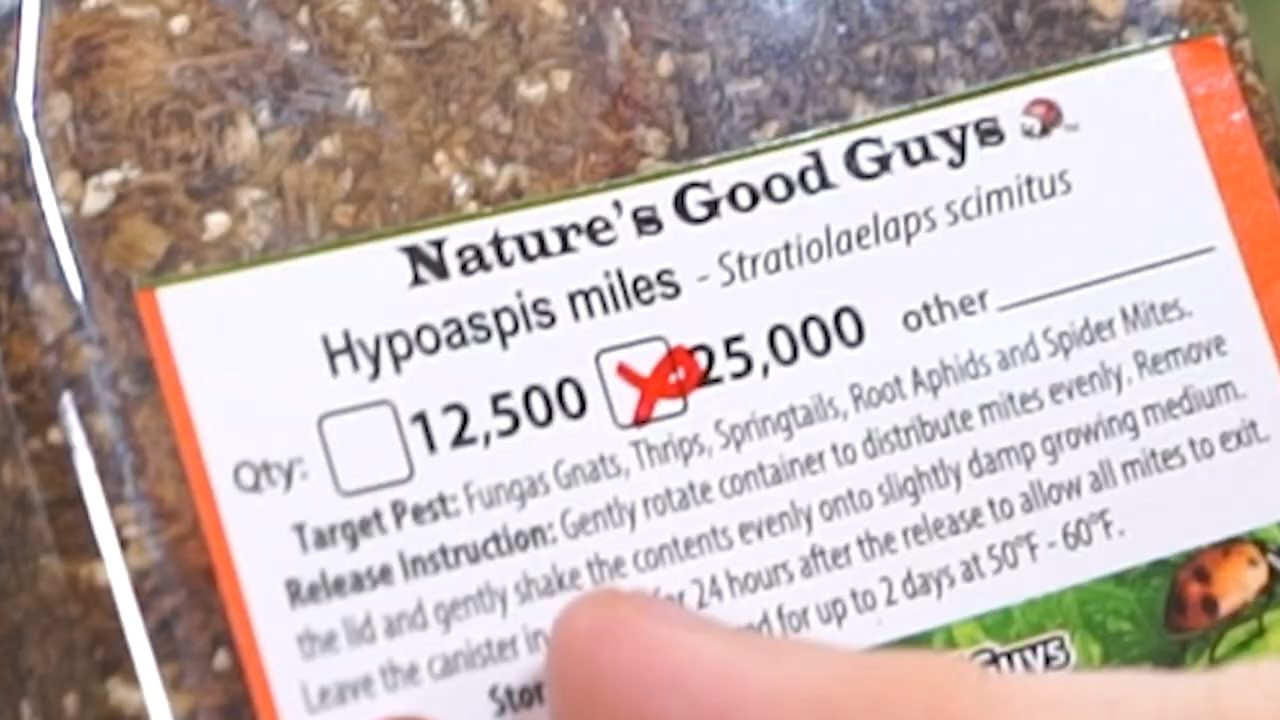 Nature's Good Guys ™
Hypoaspis miles - Stratiolaelaps scimitus
Qty: 12,500 25,000 other
Target Pest: Fungas Gnats, Thrips, Springtails, Root Aphids and Spider Mites.
Release Instruction: Gently rotate container to distribute mites evenly. Remove
the lid and gently shake the contents evenly onto slightly damp growing medium.
Leave the canister in 24 hours after the release to allow all mites to exit.
for up to 2 days at 50°F - 60°F.
Guys